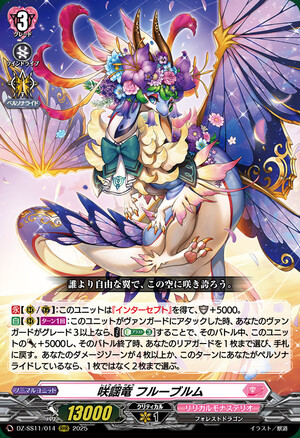 3
グレード
ツインドライブ
ペルソナライド
誰より自由な翼で、この空に咲き誇ろう。
永【V/R】:このユニットは『インターセプト』を得て、+5000。
自【V/R】ターン1回:このユニットがヴァンガードにアタックした時、あなたのヴァンガードがグレード3以上なら、することで、そのバトル中、このユニットの+5000し、そのバトル終了時、あなたのリアガードを1枚まで選び、手札に戻す。あなたのダメージゾーンが4枚以上で、このターンにあなたがペルソナライドしているなら、1枚ではなく2枚まで選ぶ。
ノーマルユニット
咲謳竜 フルーブルム
パワー
13000
クリティカル
1
リリカルモナステリオ
フォレストドラゴン
D DZ-SS11/014 RRR 2025
イラスト/獣道